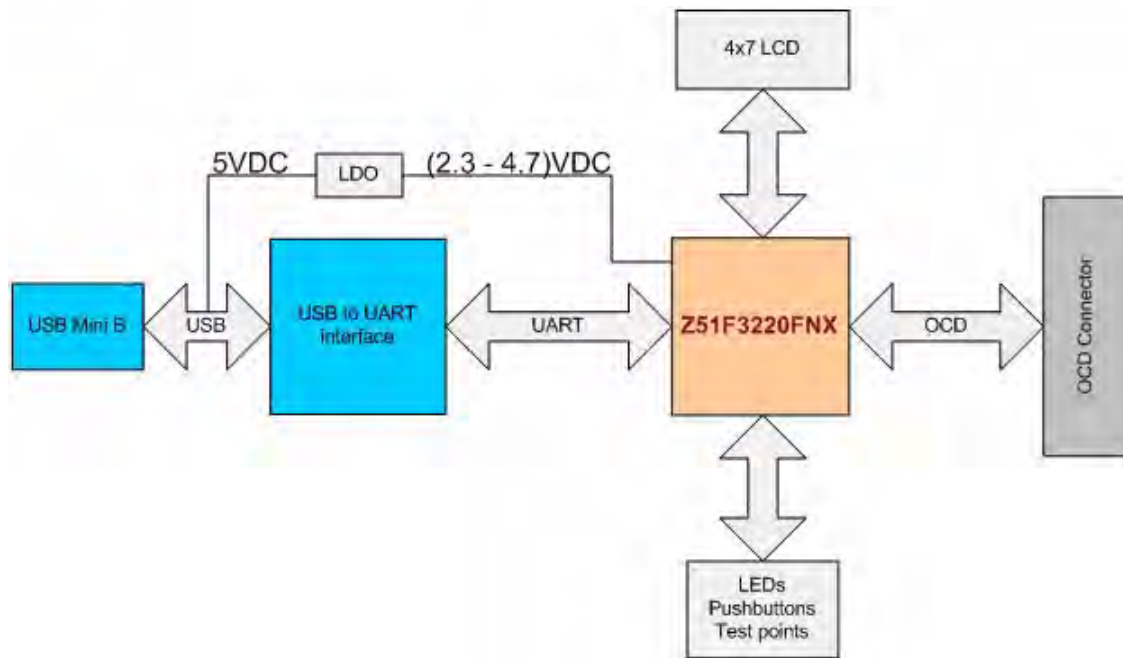 4x7 LCD
5VDC
LDO
(2.3 - 4.7)VDC
USB Mini B
USB
USB to UART
interface
UART
Z51F3220FNX
OCD
OCD Connector
LEDs
Pushbuttons
Test points